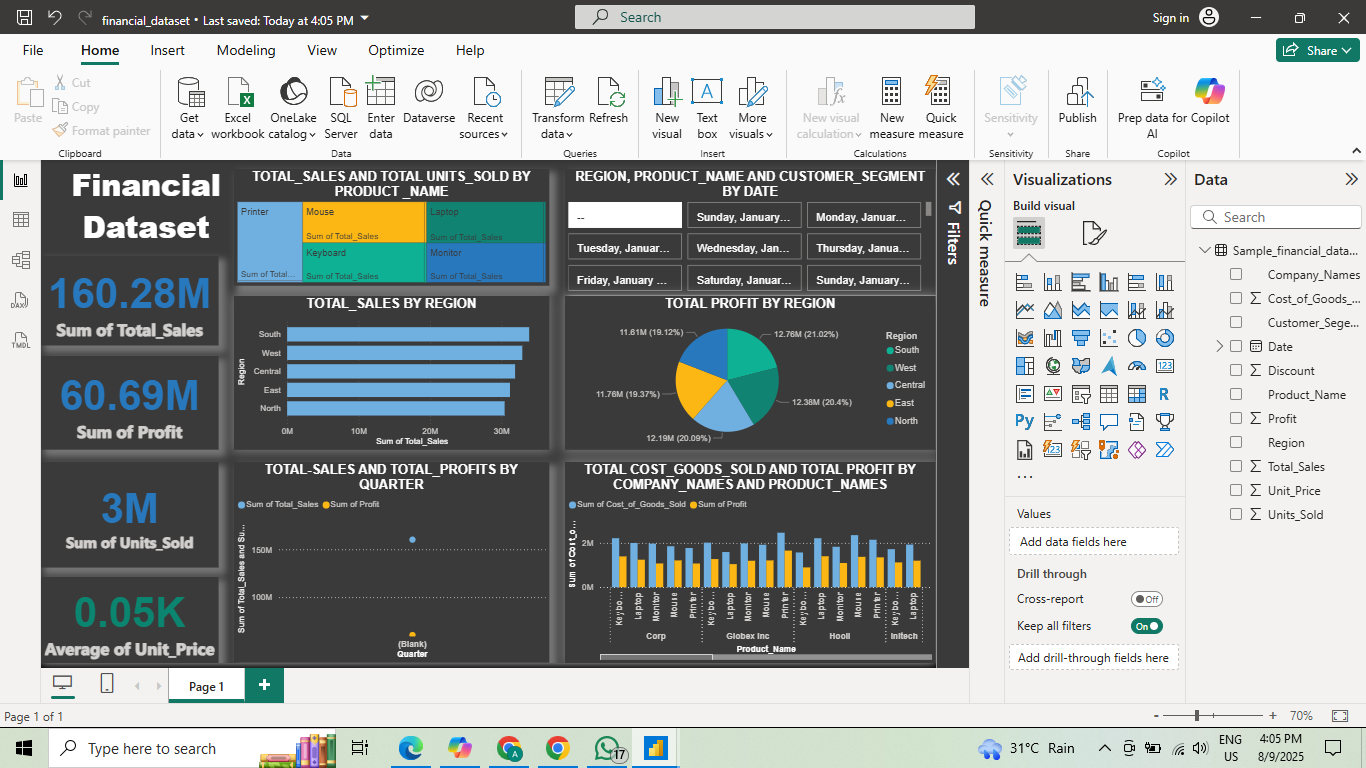 financial_dataset • Last saved: Today at 4:05 PM
Search
Sign in
File
Home
Insert
Modeling
View
Optimize
Help
Share
Paste
Cut
Copy
Format painter
Clipboard
Get data
Excel workbook
OneLake catalog
SQL Server
Enter data
Dataverse
Recent sources
Data
Transform data
Refresh
Queries
New visual
Text box
More visuals
Insert
New visual calculation
New measure
Quick measure
Calculations
Sensitivity
Sensitivity
Publish
Share
Prep data for AI
Copilot
Copilot
Financial
Dataset
160.28M
Sum of Total_Sales
60.69M
Sum of Profit
3M
Sum of Units_Sold
0.05K
Average of Unit_Price
TOTAL_SALES AND TOTAL UNITS_SOLD BY
PRODUCT_NAME
Printer
Sum of Total...
Mouse
Sum of Total_Sales
Laptop
Sum of Total_Sales
Keyboard
Sum of Total_Sales
Monitor
Sum of Total_Sales
REGION, PRODUCT_NAME AND CUSTOMER_SEGMENT
BY DATE
--
Sunday, January...
Monday, Januar...
Tuesday, Januar...
Wednesday, Jan...
Thursday, Janua...
Friday, January ...
Saturday, Januar...
Sunday, January...
TOTAL_SALES BY REGION
Region
South
West
Central
East
North
0M
10M
20M
30M
Sum of Total_Sales
TOTAL PROFIT BY REGION
11.61M (19.12%)
12.76M (21.02%)
11.76M (19.37%)
12.38M (20.4%)
12.19M (20.09%)
Region
South
West
Central
East
North
TOTAL-SALES AND TOTAL_PROFITS BY
QUARTER
Sum of Total_Sales
Sum of Profit
Sum of Total_Sales and Su...
150M
100M
(Blank)
Quarter
TOTAL COST_GOODS_SOLD AND TOTAL PROFIT BY
COMPANY_NAMES AND PRODUCT_NAMES
Sum of Cost_of_Goods_Sold
Sum of Profit
Sum of Cost_o...
2M
0M
Keybo...
Laptop
Monitor
Mouse
Printer
Keybo...
Laptop
Monitor
Mouse
Printer
Keybo...
Laptop
Monitor
Mouse
Printer
Keybo...
Laptop
Corp
Globex Inc
Hooli
Initech
Product_Name
Filters
Quick measure
Visualizations
Build visual
Values
Add data fields here
Drill through
Cross-report
Off
Keep all filters
On
Add drill-through fields here
Data
Search
Sample_financial_data...
Company_Names
Cost_of_Goods_...
Customer_Sege...
Date
Discount
Product_Name
Profit
Region
Total_Sales
Unit_Price
Units_Sold
DAX
TMDL
123
R
Py
123
...
Page 1
+
Page 1 of 1
- + 70%
Type here to search
17
31°C Rain
ENG
US
4:05 PM
8/9/2025